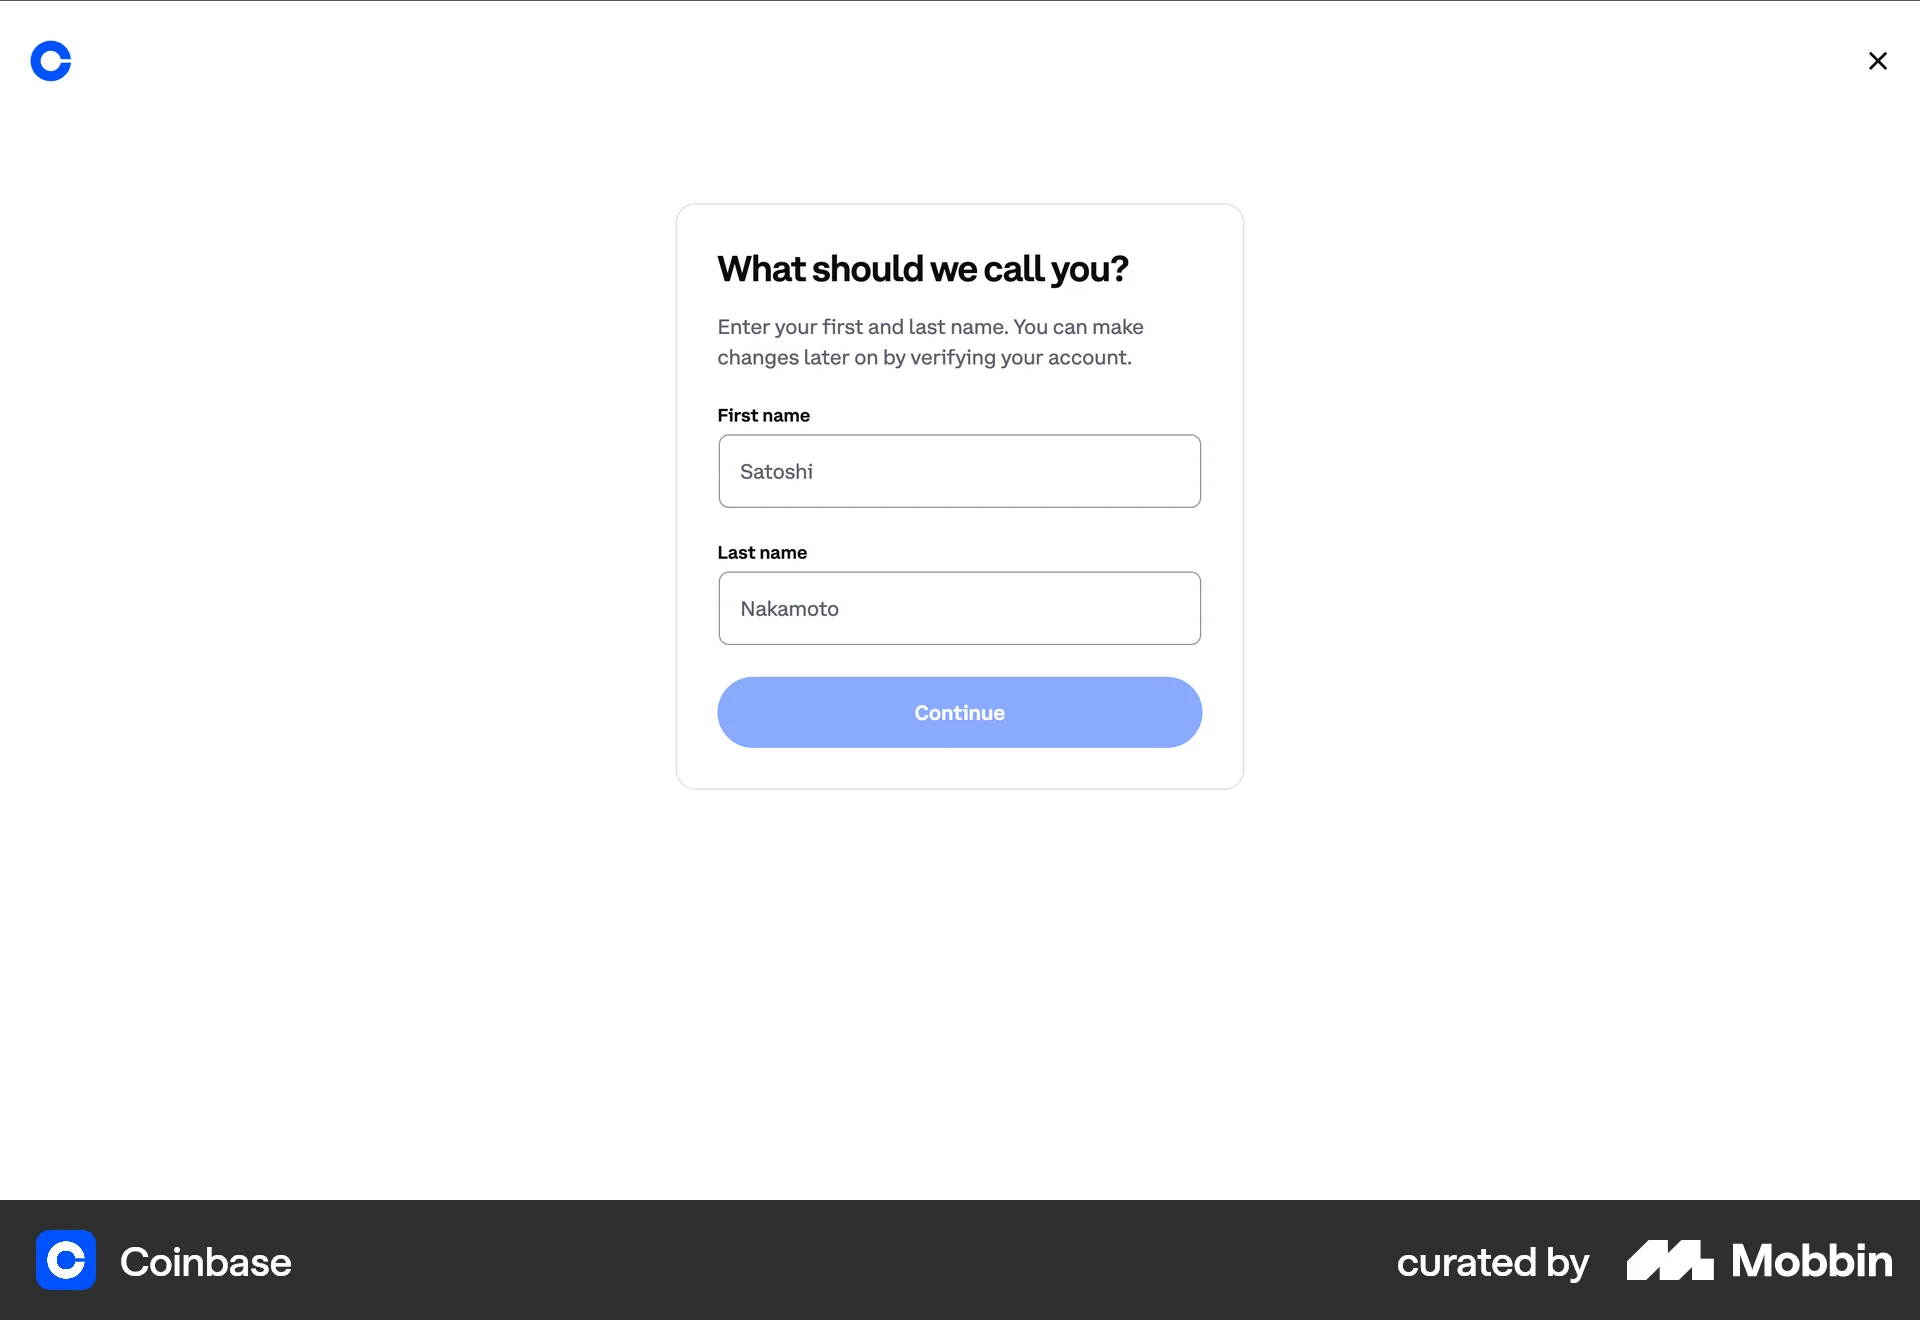 What should we call you?
Enter your first and last name. You can make
changes later on by verifying your account.
First name
Satoshi
Last name
Nakamoto
Continue
Coinbase
curated by Mobbin